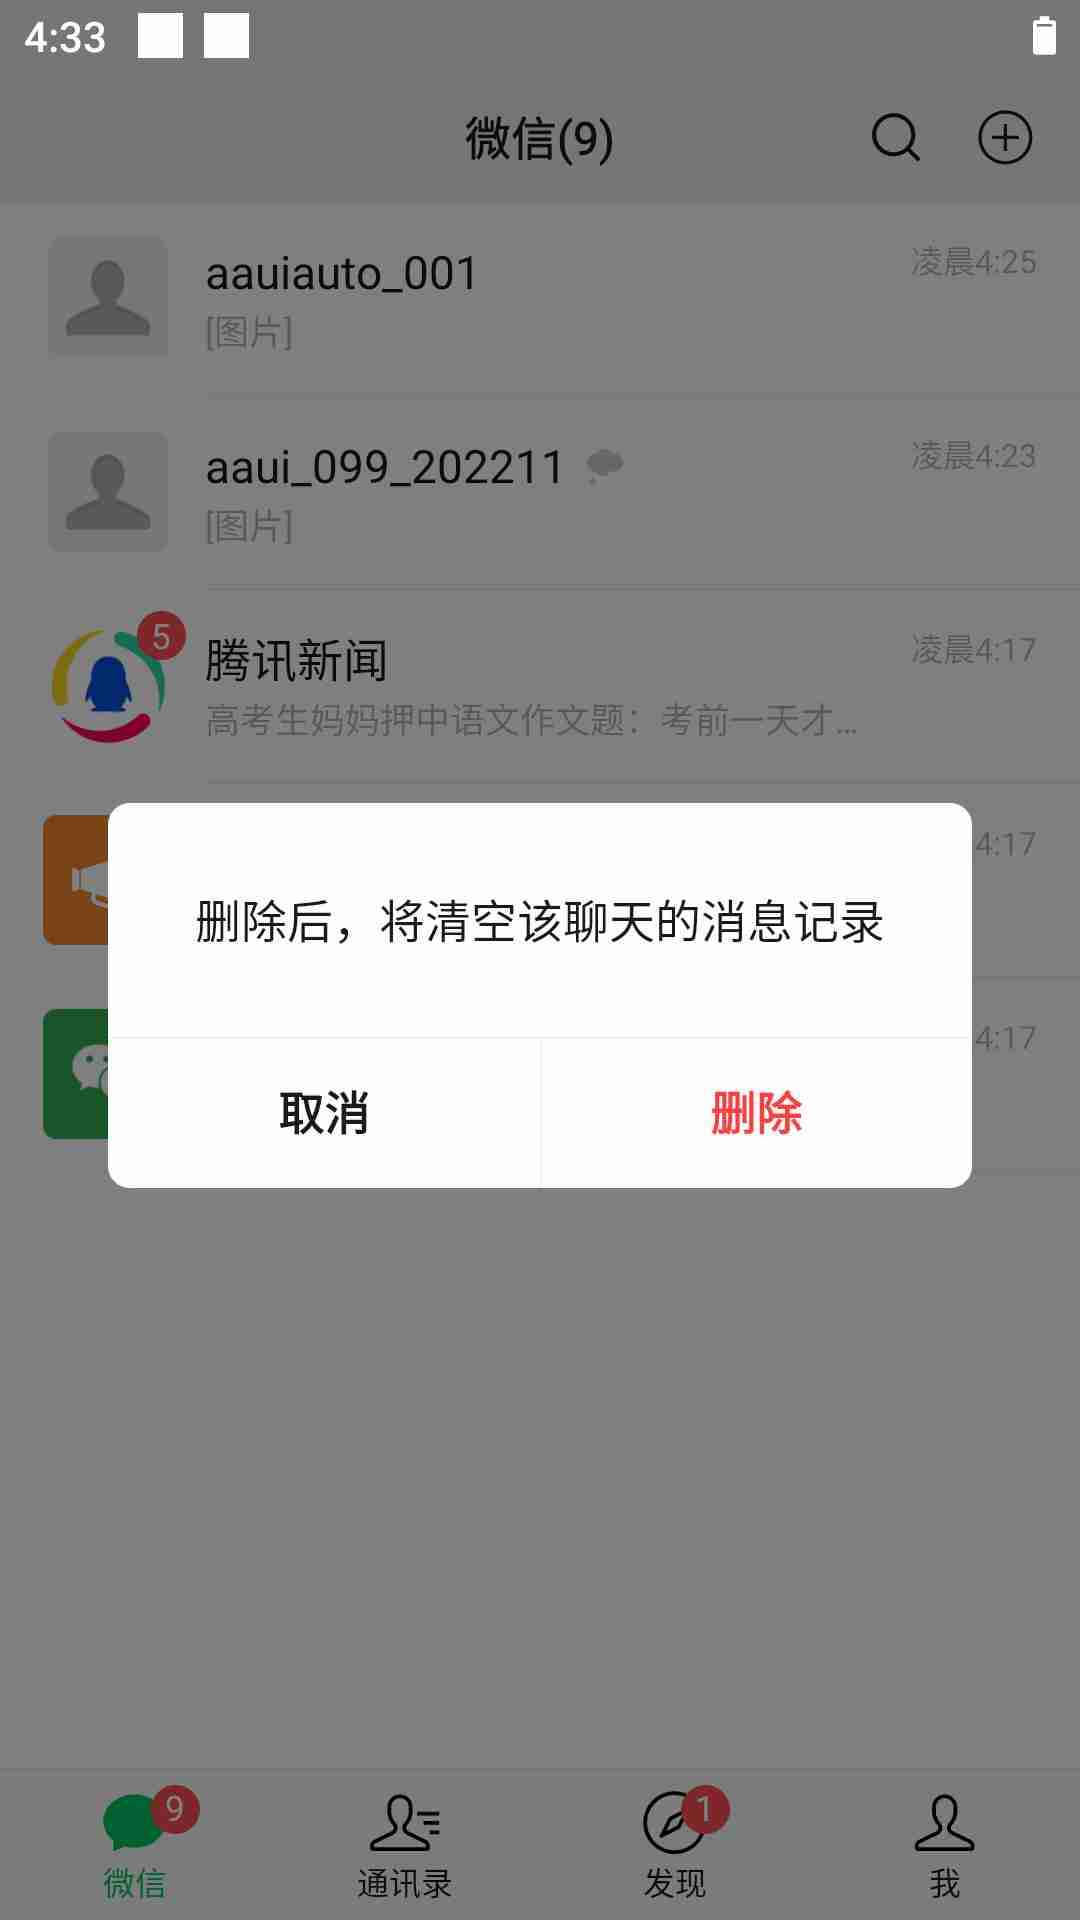 4:33
微信(9)
aauiauto_001
凌晨4:25
[图片]
aaui_099_202211
凌晨4:23
[图片]
5
腾讯新闻
凌晨4:17
高考生妈妈押中语文作文题：考前一天才...
4:17
删除后，将清空该聊天的消息记录
4:17
取消
删除
9
1
微信
通讯录
发现
我